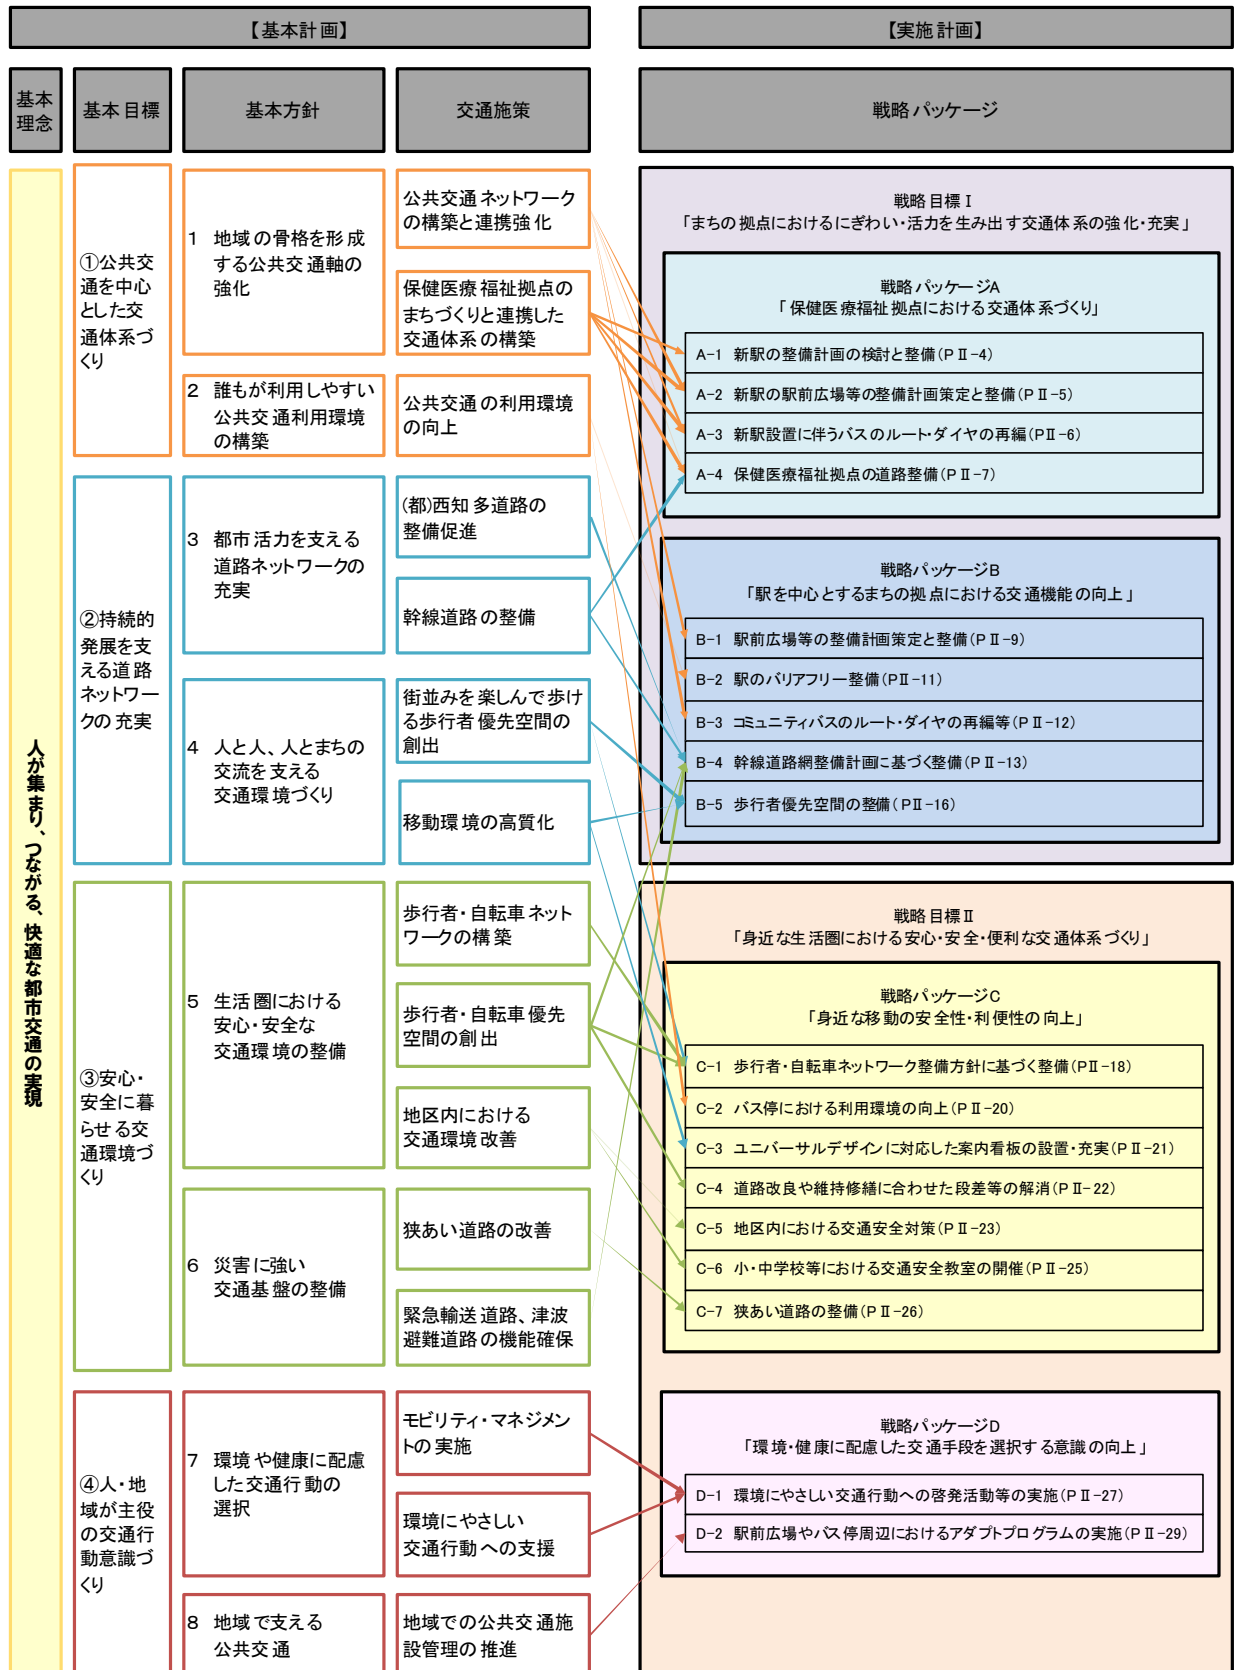 【基本計画】
【実施計画】
基本
理念
基本目標
基本方針
交通施策
戦略パッケージ
人が集まり、つながる、快適な都市交通の実現
①公共交
通を中心
とした交
通体系づ
くり
1 地域の骨格を形成
する公共交通軸の
強化
公共交通ネットワーク
の構築と連携強化
保健医療福祉拠点の
まちづくりと連携した
交通体系の構築
2 誰もが利用しやすい
公共交通利用環境
の構築
公共交通の利用環境
の向上
②持続的
発展を支
える道路
ネットワー
クの充実
3 都市活力を支える
道路ネットワークの
充実
(都)西知多道路の
整備促進
幹線道路の整備
4 人と人、人とまちの
交流を支える
交通環境づくり
街並みを楽しんで歩け
る歩行者優先空間の
創出
移動環境の高質化
③安心・
安全に暮
らせる交
通環境づ
くり
5 生活圏における
安心・安全な
交通環境の整備
歩行者・自転車ネット
ワークの構築
歩行者・自転車優先
空間の創出
地区内における
交通環境改善
6 災害に強い
交通基盤の整備
狭あい道路の改善
緊急輸送道路、津波
避難道路の機能確保
④人・地
域が主役
の交通行
動意識づ
くり
7 環境や健康に配慮
した交通行動の
選択
モビリティ・マネジメン
トの実施
環境にやさしい
交通行動への支援
8 地域で支える
公共交通
地域での公共交通施
設管理の推進
戦略目標Ⅰ
「まちの拠点におけるにぎわい・活力を生み出す交通体系の強化・充実」
戦略パッケージA
「保健医療福祉拠点における交通体系づくり」
A-1 新駅の整備計画の検討と整備(PⅡ-4)
A-2 新駅の駅前広場等の整備計画策定と整備(PⅡ-5)
A-3 新駅設置に伴うバスのルート・ダイヤの再編(PⅡ-6)
A-4 保健医療福祉拠点の道路整備(PⅡ-7)
戦略パッケージB
「駅を中心とするまちの拠点における交通機能の向上」
B-1 駅前広場等の整備計画策定と整備(PⅡ-9)
B-2 駅のバリアフリー整備(PⅡ-11)
B-3 コミュニティバスのルート・ダイヤの再編等(PⅡ-12)
B-4 幹線道路網整備計画に基づく整備(PⅡ-13)
B-5 歩行者優先空間の整備(PⅡ-16)
戦略目標Ⅱ
「身近な生活圏における安心・安全・便利な交通体系づくり」
戦略パッケージC
「身近な移動の安全性・利便性の向上」
C-1 歩行者・自転車ネットワーク整備方針に基づく整備(PⅡ-18)
C-2 バス停における利用環境の向上(PⅡ-20)
C-3 ユニバーサルデザインに対応した案内看板の設置・充実(PⅡ-21)
C-4 道路改良や維持修繕に合わせた段差等の解消(PⅡ-22)
C-5 地区内における交通安全対策(PⅡ-23)
C-6 小・中学校等における交通安全教室の開催(PⅡ-25)
C-7 狭あい道路の整備(PⅡ-26)
戦略パッケージD
「環境・健康に配慮した交通手段を選択する意識の向上」
D-1 環境にやさしい交通行動への啓発活動等の実施(PⅡ-27)
D-2 駅前広場やバス停周辺におけるアダプトプログラムの実施(PⅡ-29)